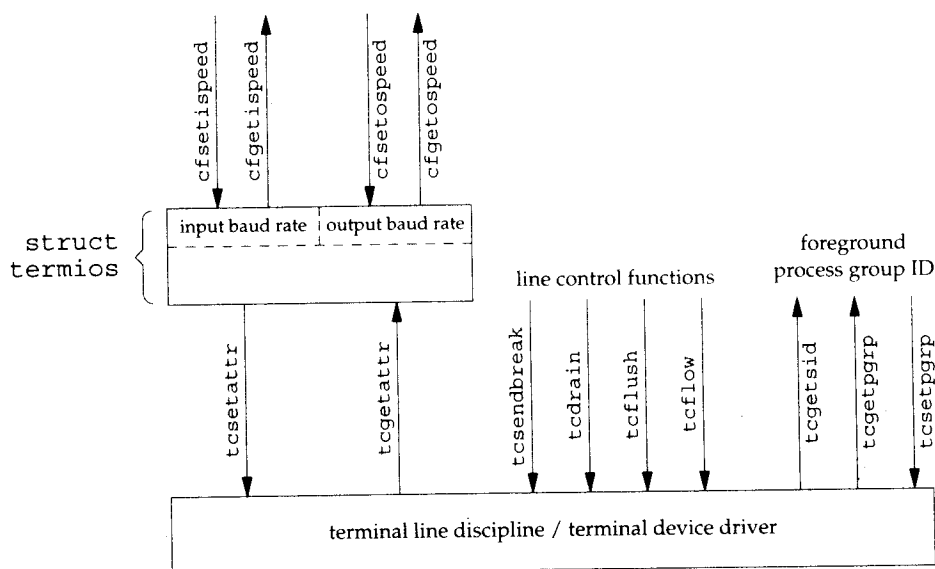 cfsetispeed
cfgetispeed
cfsetospeed
cfgetospeed
input baud rate
output baud rate
struct
termios
line control functions
foreground
process group ID
tcsetattr
tcgetattr
tcsendbreak
tcdrain
tcflush
tcflow
tcgetsid
tcgetpgrp
tcsetpgrp
terminal line discipline / terminal device driver